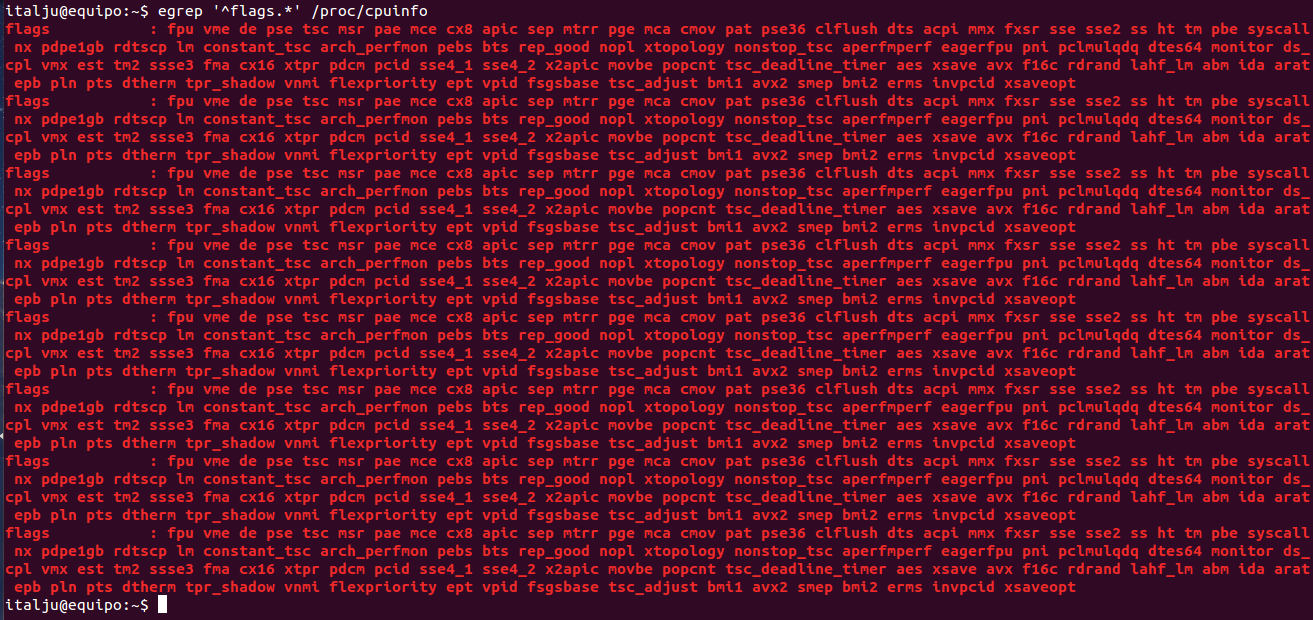 italju@equipo:~$ egrep '^flags.*' /proc/cpuinfo
flags           : fpu vme de pse tsc msr pae mce cx8 apic sep mtrr pge mca cmov pat pse36 clflush dts acpi mmx fxsr sse sse2 ss ht tm pbe syscall
 nx pdpe1gb rdtscp lm constant_tsc arch_perfmon pebs bts rep_good nopl xtopology nonstop_tsc aperfmperf eagerfpu pni pclmulqdq dtes64 monitor ds_
cpl vmx est tm2 ssse3 fma cx16 xtpr pdcm pcid sse4_1 sse4_2 x2apic movbe popcnt tsc_deadline_timer aes xsave avx f16c rdrand lahf_lm abm ida arat
 epb pln pts dtherm tpr_shadow vnmi flexpriority ept vpid fsgsbase tsc_adjust bmi1 avx2 smep bmi2 erms invpcid xsaveopt
flags           : fpu vme de pse tsc msr pae mce cx8 apic sep mtrr pge mca cmov pat pse36 clflush dts acpi mmx fxsr sse sse2 ss ht tm pbe syscall
 nx pdpe1gb rdtscp lm constant_tsc arch_perfmon pebs bts rep_good nopl xtopology nonstop_tsc aperfmperf eagerfpu pni pclmulqdq dtes64 monitor ds_
cpl vmx est tm2 ssse3 fma cx16 xtpr pdcm pcid sse4_1 sse4_2 x2apic movbe popcnt tsc_deadline_timer aes xsave avx f16c rdrand lahf_lm abm ida arat
 epb pln pts dtherm tpr_shadow vnmi flexpriority ept vpid fsgsbase tsc_adjust bmi1 avx2 smep bmi2 erms invpcid xsaveopt
flags           : fpu vme de pse tsc msr pae mce cx8 apic sep mtrr pge mca cmov pat pse36 clflush dts acpi mmx fxsr sse sse2 ss ht tm pbe syscall
 nx pdpe1gb rdtscp lm constant_tsc arch_perfmon pebs bts rep_good nopl xtopology nonstop_tsc aperfmperf eagerfpu pni pclmulqdq dtes64 monitor ds_
cpl vmx est tm2 ssse3 fma cx16 xtpr pdcm pcid sse4_1 sse4_2 x2apic movbe popcnt tsc_deadline_timer aes xsave avx f16c rdrand lahf_lm abm ida arat
 epb pln pts dtherm tpr_shadow vnmi flexpriority ept vpid fsgsbase tsc_adjust bmi1 avx2 smep bmi2 erms invpcid xsaveopt
flags           : fpu vme de pse tsc msr pae mce cx8 apic sep mtrr pge mca cmov pat pse36 clflush dts acpi mmx fxsr sse sse2 ss ht tm pbe syscall
 nx pdpe1gb rdtscp lm constant_tsc arch_perfmon pebs bts rep_good nopl xtopology nonstop_tsc aperfmperf eagerfpu pni pclmulqdq dtes64 monitor ds_
cpl vmx est tm2 ssse3 fma cx16 xtpr pdcm pcid sse4_1 sse4_2 x2apic movbe popcnt tsc_deadline_timer aes xsave avx f16c rdrand lahf_lm abm ida arat
 epb pln pts dtherm tpr_shadow vnmi flexpriority ept vpid fsgsbase tsc_adjust bmi1 avx2 smep bmi2 erms invpcid xsaveopt
flags           : fpu vme de pse tsc msr pae mce cx8 apic sep mtrr pge mca cmov pat pse36 clflush dts acpi mmx fxsr sse sse2 ss ht tm pbe syscall
 nx pdpe1gb rdtscp lm constant_tsc arch_perfmon pebs bts rep_good nopl xtopology nonstop_tsc aperfmperf eagerfpu pni pclmulqdq dtes64 monitor ds_
cpl vmx est tm2 ssse3 fma cx16 xtpr pdcm pcid sse4_1 sse4_2 x2apic movbe popcnt tsc_deadline_timer aes xsave avx f16c rdrand lahf_lm abm ida arat
 epb pln pts dtherm tpr_shadow vnmi flexpriority ept vpid fsgsbase tsc_adjust bmi1 avx2 smep bmi2 erms invpcid xsaveopt
flags           : fpu vme de pse tsc msr pae mce cx8 apic sep mtrr pge mca cmov pat pse36 clflush dts acpi mmx fxsr sse sse2 ss ht tm pbe syscall
 nx pdpe1gb rdtscp lm constant_tsc arch_perfmon pebs bts rep_good nopl xtopology nonstop_tsc aperfmperf eagerfpu pni pclmulqdq dtes64 monitor ds_
cpl vmx est tm2 ssse3 fma cx16 xtpr pdcm pcid sse4_1 sse4_2 x2apic movbe popcnt tsc_deadline_timer aes xsave avx f16c rdrand lahf_lm abm ida arat
 epb pln pts dtherm tpr_shadow vnmi flexpriority ept vpid fsgsbase tsc_adjust bmi1 avx2 smep bmi2 erms invpcid xsaveopt
flags           : fpu vme de pse tsc msr pae mce cx8 apic sep mtrr pge mca cmov pat pse36 clflush dts acpi mmx fxsr sse sse2 ss ht tm pbe syscall
 nx pdpe1gb rdtscp lm constant_tsc arch_perfmon pebs bts rep_good nopl xtopology nonstop_tsc aperfmperf eagerfpu pni pclmulqdq dtes64 monitor ds_
cpl vmx est tm2 ssse3 fma cx16 xtpr pdcm pcid sse4_1 sse4_2 x2apic movbe popcnt tsc_deadline_timer aes xsave avx f16c rdrand lahf_lm abm ida arat
 epb pln pts dtherm tpr_shadow vnmi flexpriority ept vpid fsgsbase tsc_adjust bmi1 avx2 smep bmi2 erms invpcid xsaveopt
flags           : fpu vme de pse tsc msr pae mce cx8 apic sep mtrr pge mca cmov pat pse36 clflush dts acpi mmx fxsr sse sse2 ss ht tm pbe syscall
 nx pdpe1gb rdtscp lm constant_tsc arch_perfmon pebs bts rep_good nopl xtopology nonstop_tsc aperfmperf eagerfpu pni pclmulqdq dtes64 monitor ds_
cpl vmx est tm2 ssse3 fma cx16 xtpr pdcm pcid sse4_1 sse4_2 x2apic movbe popcnt tsc_deadline_timer aes xsave avx f16c rdrand lahf_lm abm ida arat
 epb pln pts dtherm tpr_shadow vnmi flexpriority ept vpid fsgsbase tsc_adjust bmi1 avx2 smep bmi2 erms invpcid xsaveopt
italju@equipo:~$